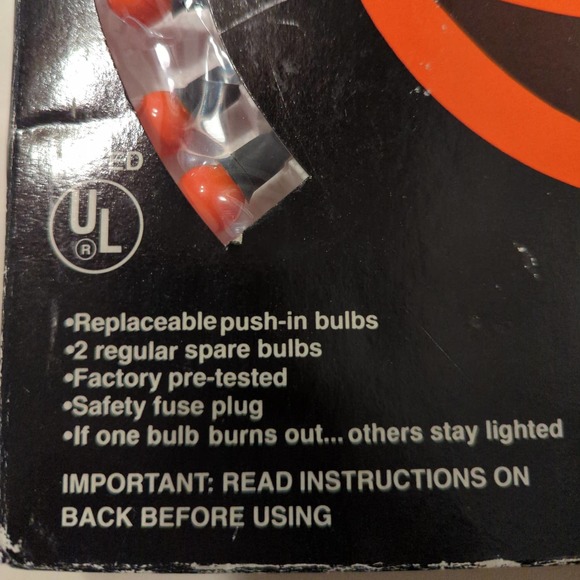 UL
®
•Replaceable push-in bulbs
•2 regular spare bulbs
•Factory pre-tested
•Safety fuse plug
•If one bulb burns out... others stay lighted
IMPORTANT: READ INSTRUCTIONS ON
BACK BEFORE USING